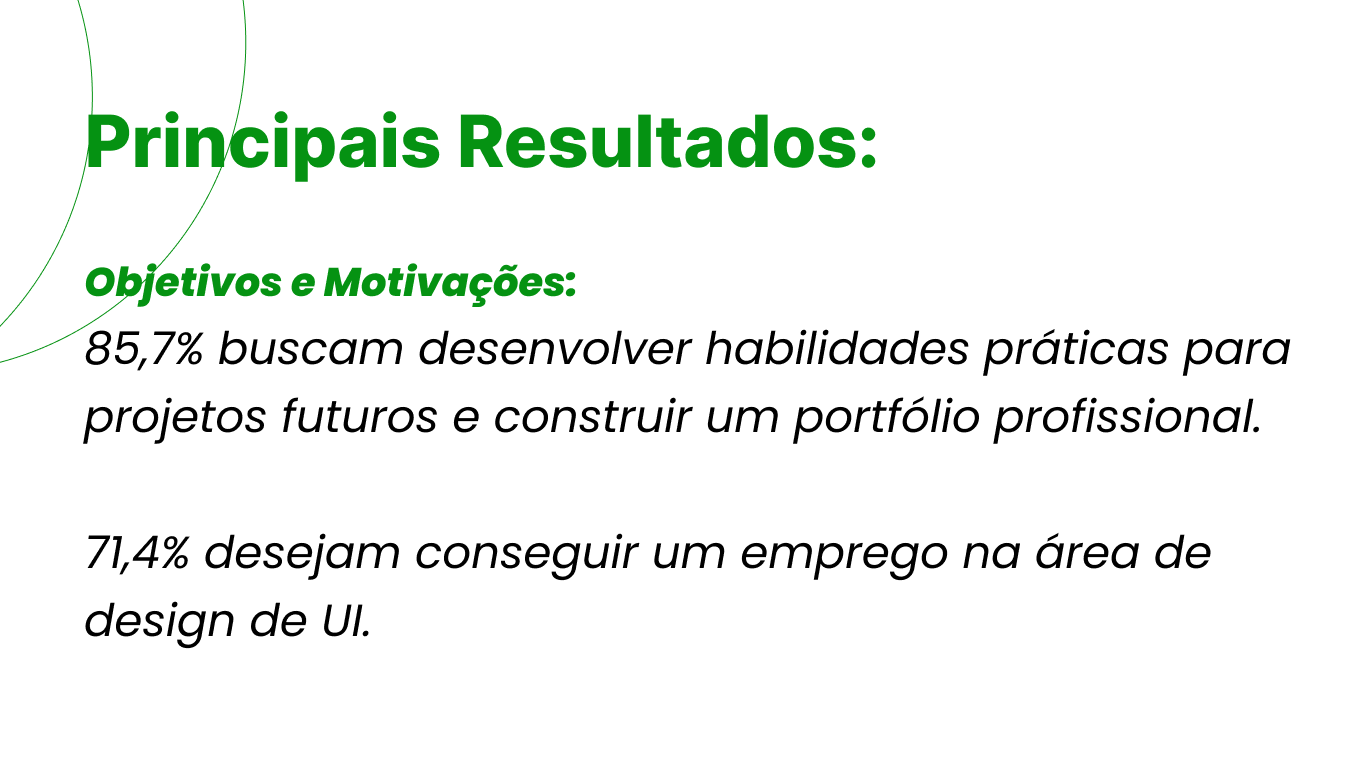 Principais Resultados:
Objetivos e Motivações:
85,7% buscam desenvolver habilidades práticas para
projetos futuros e construir um portfólio profissional.
71,4% desejam conseguir um emprego na área de
design de UI.